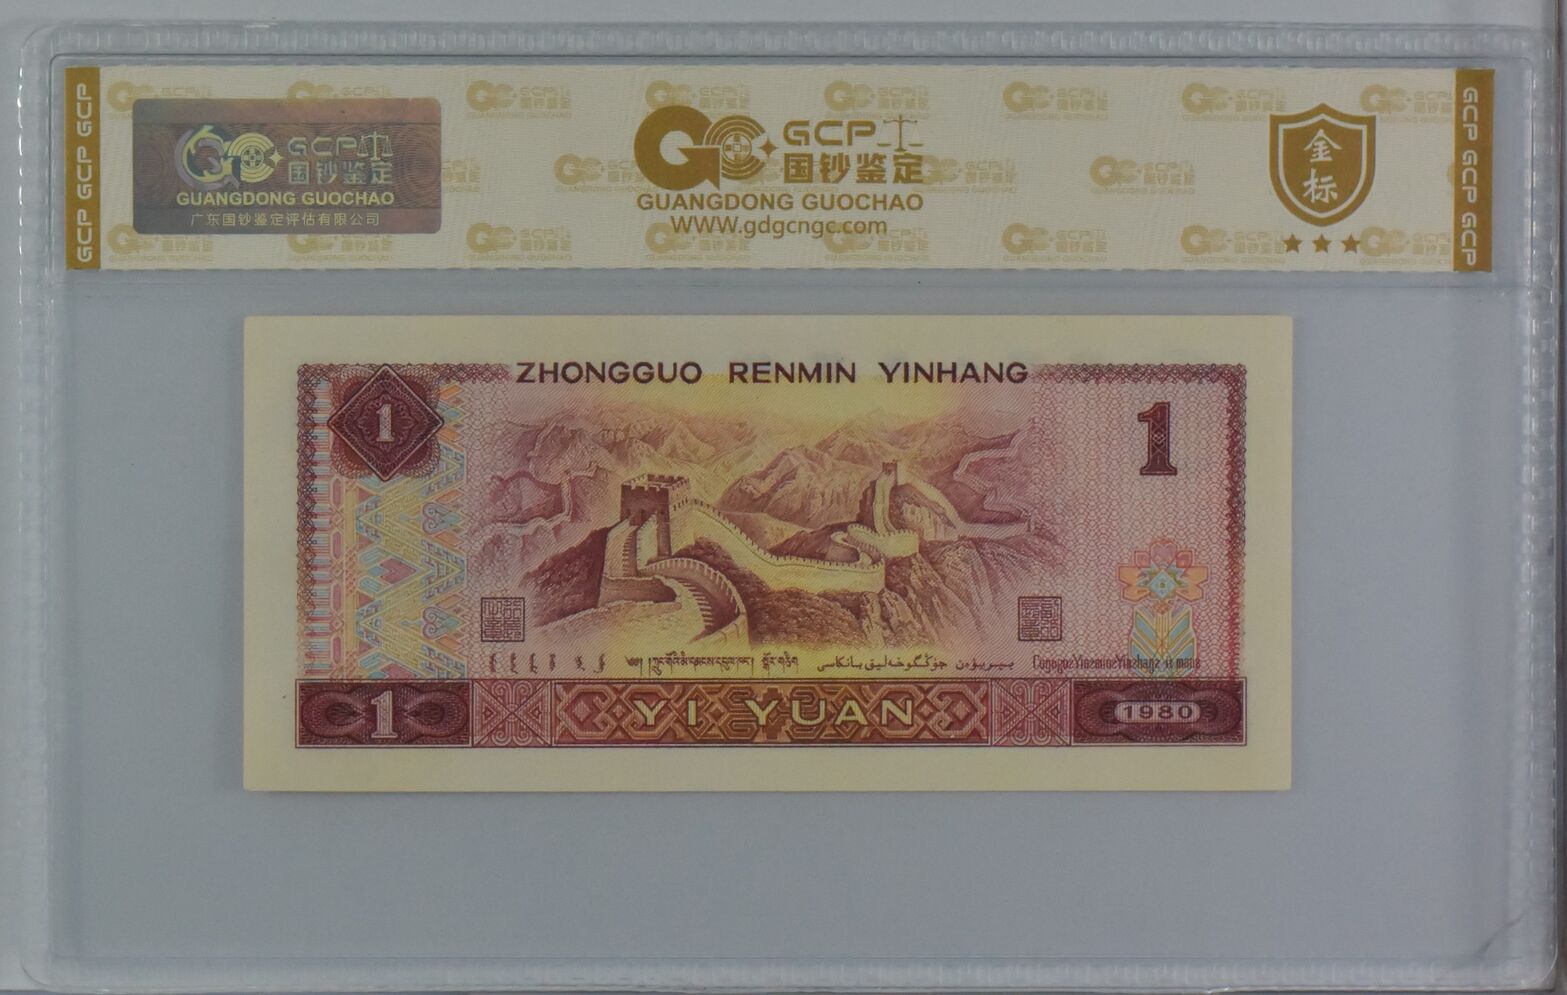 GCP GCP GCP
GCP
国钞鉴定
GUANGDONG GUOCHAO
广东国钞鉴定评估有限公司
GCP
国钞鉴定
GUANGDONG GUOCHAO
WWW.gdgcngc.com
金
标
GCP GCP GCP
ZHONGGUO RENMIN YINHANG
1
1
1
YI YUAN
1980